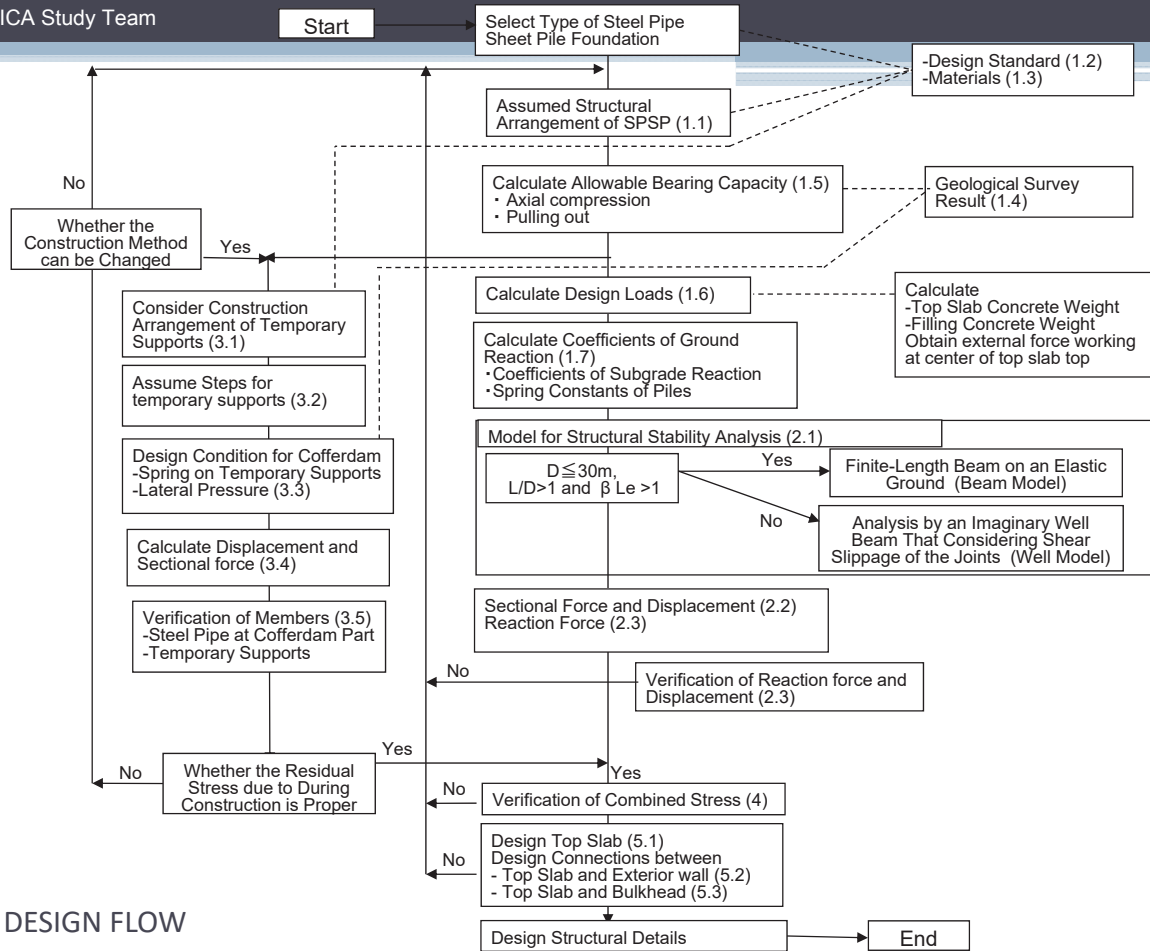 ICA Study Team
Start
Select Type of Steel Pipe
Sheet Pile Foundation
-Design Standard (1.2)
-Materials (1.3)
Assumed Structural
Arrangement of SPSP (1.1)
No
Calculate Allowable Bearing Capacity (1.5)
・ Axial compression
・ Pulling out
Geological Survey
Result (1.4)
Whether the
Construction Method
can be Changed
Yes
Consider Construction
Arrangement of Temporary
Supports (3.1)
Calculate Design Loads (1.6)
Calculate
-Top Slab Concrete Weight
-Filling Concrete Weight
Obtain external force working
at center of top slab top
Calculate Coefficients of Ground
Reaction (1.7)
・Coefficients of Subgrade Reaction
・Spring Constants of Piles
Assume Steps for
temporary supports (3.2)
Design Condition for Cofferdam
-Spring on Temporary Supports
-Lateral Pressure (3.3)
Model for Structural Stability Analysis (2.1)
D≦30m,
L/D>1 and β Le >1
Yes
Finite-Length Beam on an Elastic
Ground (Beam Model)
No
Analysis by an Imaginary Well
Beam That Considering Shear
Slippage of the Joints (Well Model)
Calculate Displacement and
Sectional force (3.4)
Verification of Members (3.5)
-Steel Pipe at Cofferdam Part
-Temporary Supports
Sectional Force and Displacement (2.2)
Reaction Force (2.3)
No
Verification of Reaction force and
Displacement (2.3)
No
Whether the Residual
Stress due to During
Construction is Proper
Yes
Yes
No
Verification of Combined Stress (4)
No
Design Top Slab (5.1)
Design Connections between
- Top Slab and Exterior wall (5.2)
- Top Slab and Bulkhead (5.3)
DESIGN FLOW
Design Structural Details
End